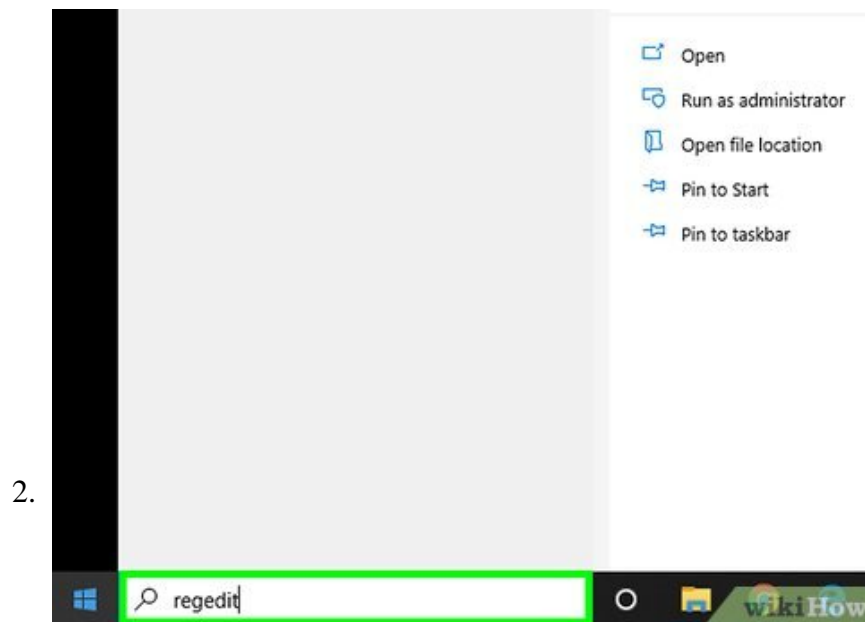 Open
Run as administrator
Open file location
Pin to Start
Pin to taskbar
2.
regedit
wikiHow